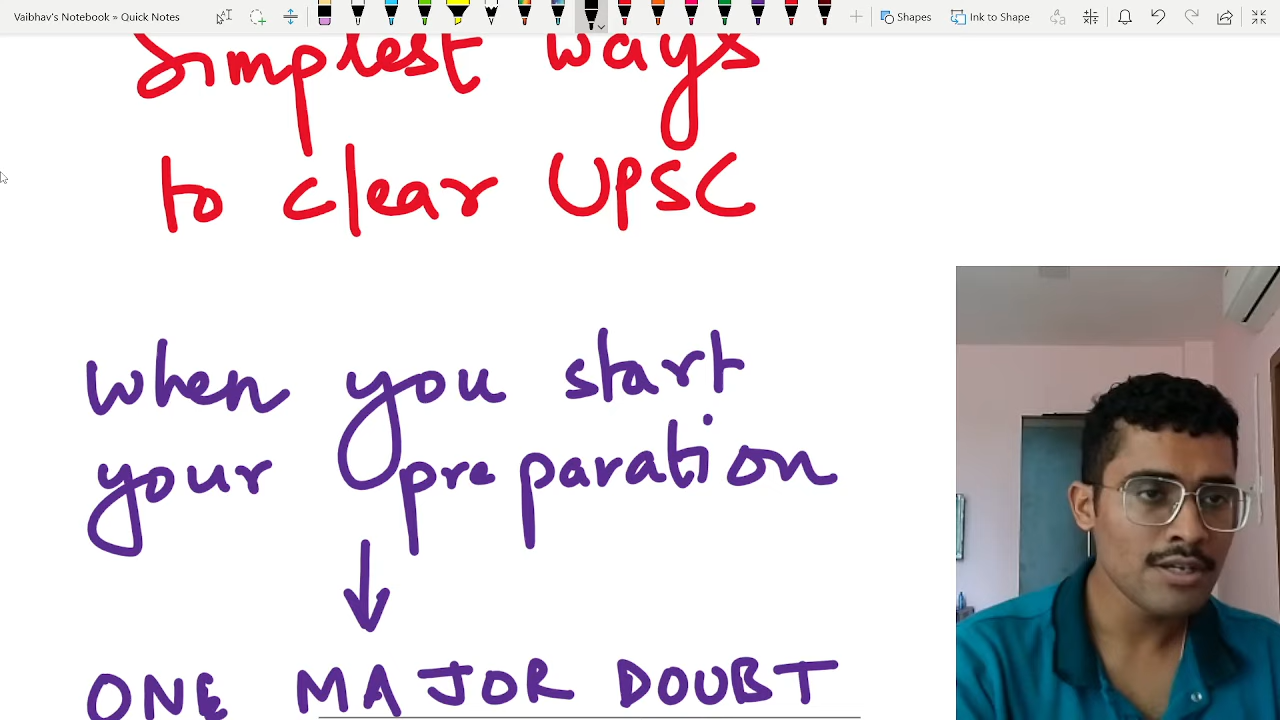 Vaibhav's Notebook » Quick Notes
Shapes
Ink to Shape
Simplest ways
to clear UPSC
when you start
your preparation
ONE MAJOR DOUBT